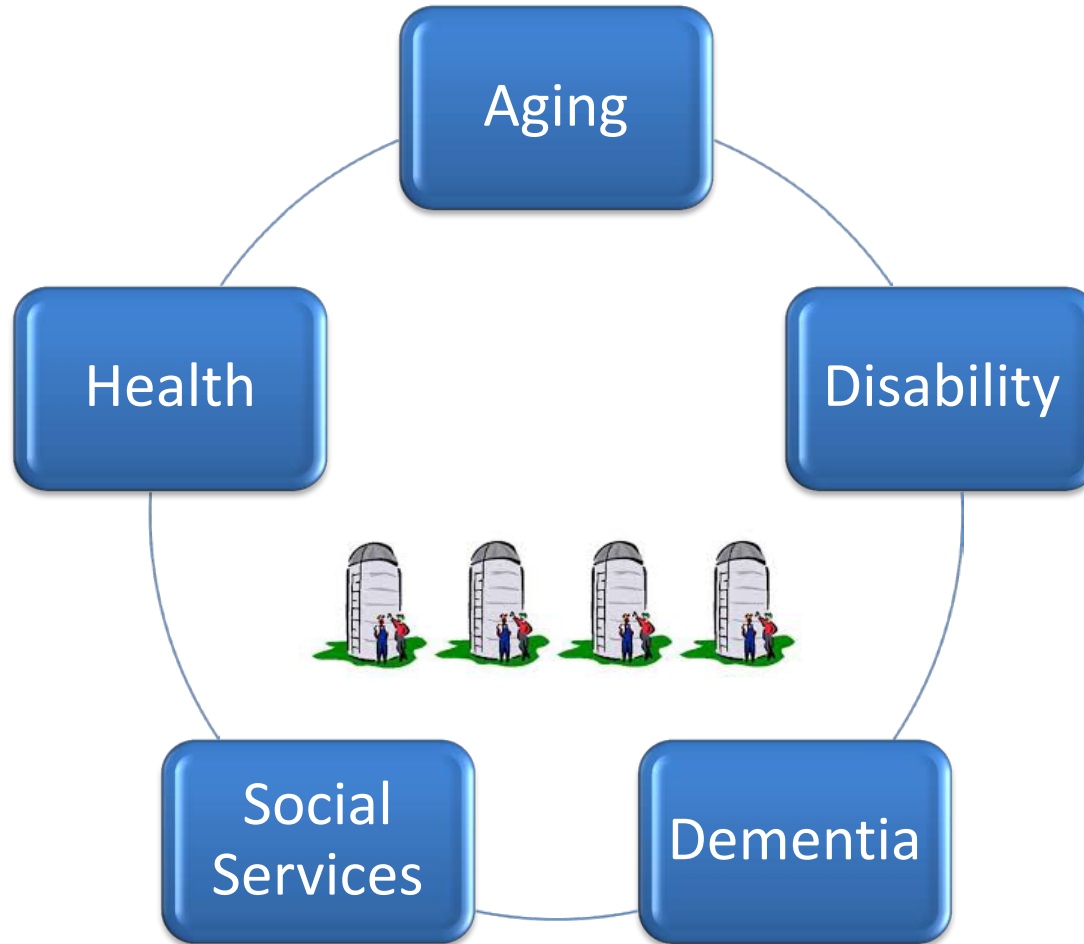 Aging
Health
Disability
Social
Services
Dementia